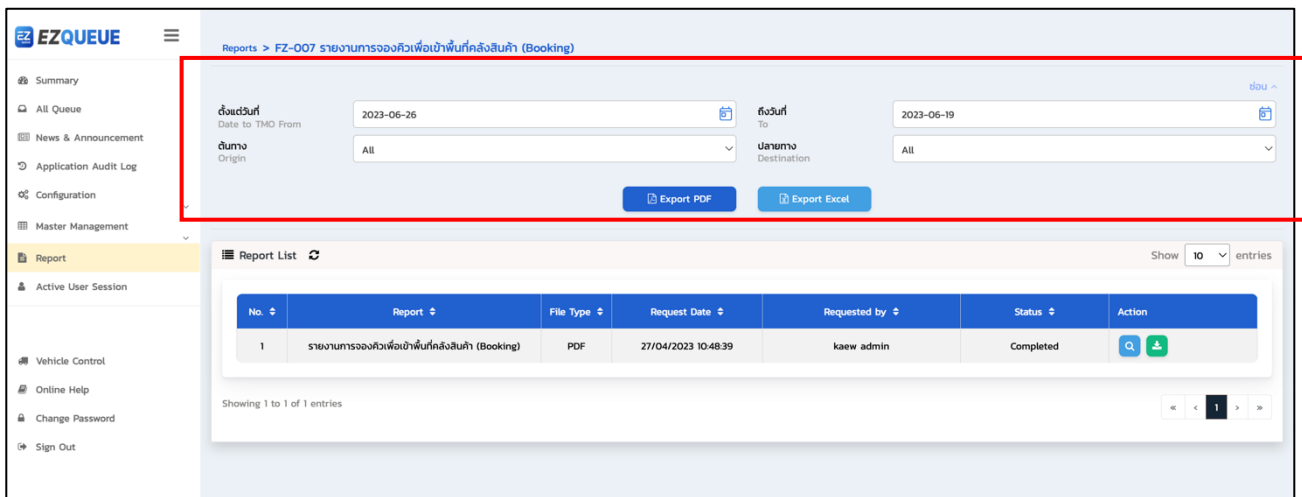 EZ EZQUEUE
Reports > FZ-007 รายงานการจองคิวเพื่อเข้าพื้นที่คลังสินค้า (Booking)
Summary
All Queue
News & Announcement
Application Audit Log
Configuration
Master Management
Report
Active User Session
Vehicle Control
Online Help
Change Password
Sign Out
ซ่อน
ตั้งแต่วันที่ 2023-06-26 ถึงวันที่ 2023-06-19
Date to TMO From To
ต้นทาง All ปลายทาง All
Origin Destination
Export PDF Export Excel
Report List Show 10 entries
No. Report File Type Request Date Requested by Status Action
1 รายงานการจองคิวเพื่อเข้าพื้นที่คลังสินค้า (Booking) PDF 27/04/2023 10:48:39 kaew admin Completed
Showing 1 to 1 of 1 entries « < 1 > »